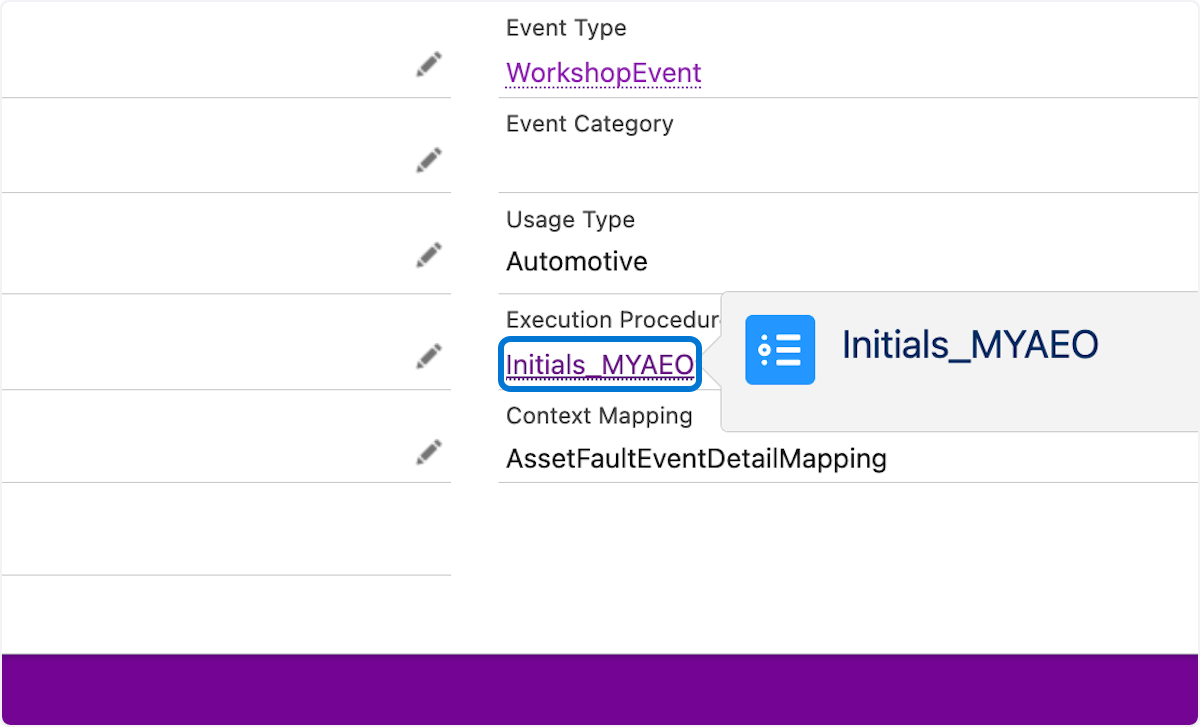 Event Type
WorkshopEvent
Event Category
Usage Type
Automotive
Execution Procedur
Initials_MYAEO
Initials_MYAEO
Context Mapping
AssetFaultEventDetailMapping